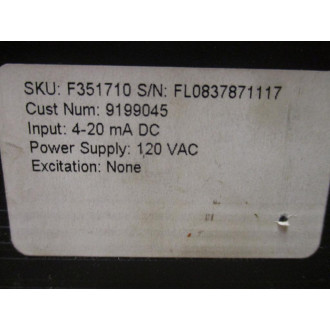 SKU: F351710 S/N: FL0837871117
Cust Num: 9199045
Input: 4-20 mA DC
Power Supply: 120 VAC
Excitation: None